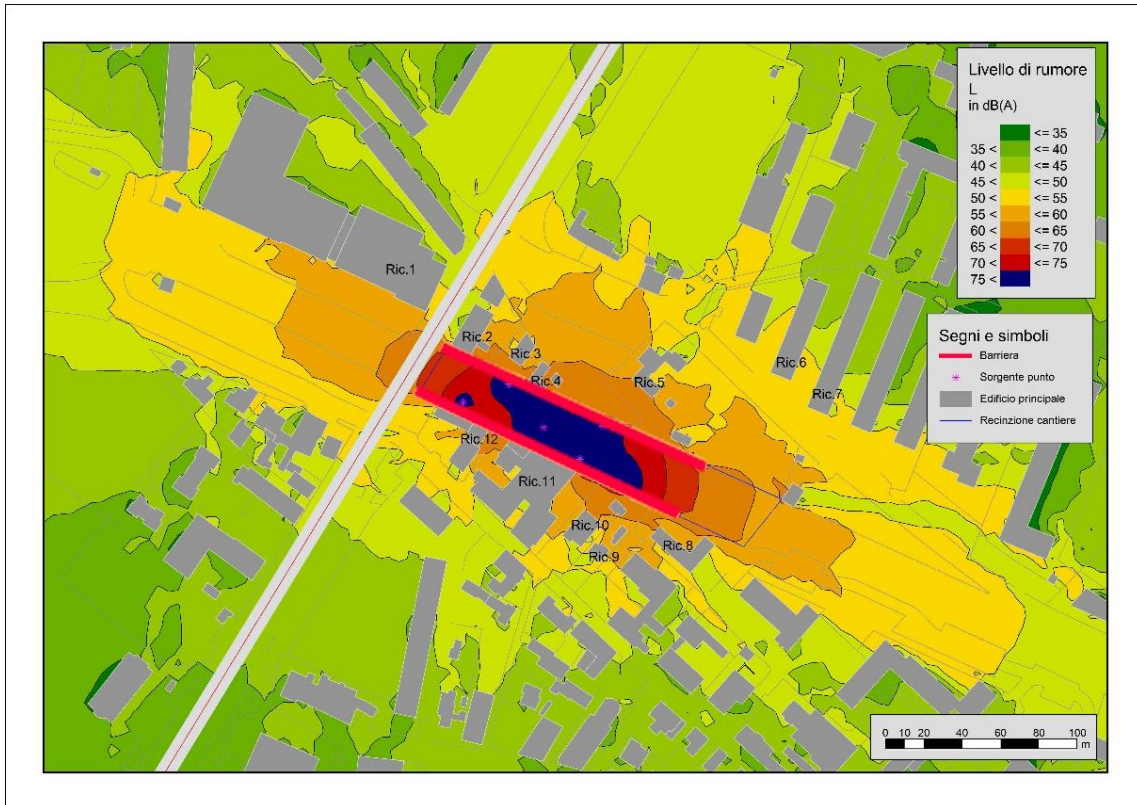 Livello di rumore
L
in dB(A)
<= 35
35 < <= 40
40 < <= 45
45 < <= 50
50 < <= 55
55 < <= 60
60 < <= 65
65 < <= 70
70 < <= 75
75 <
Segni e simboli
Barriera
Sorgente punto
Edificio principale
Recinzione cantiere
Ric.1
Ric.2
Ric.3
Ric.4
Ric.5
Ric.6
Ric.7
Ric.12
Ric.11
Ric.10
Ric.9
Ric.8
0 10 20 40 60 80 100
m